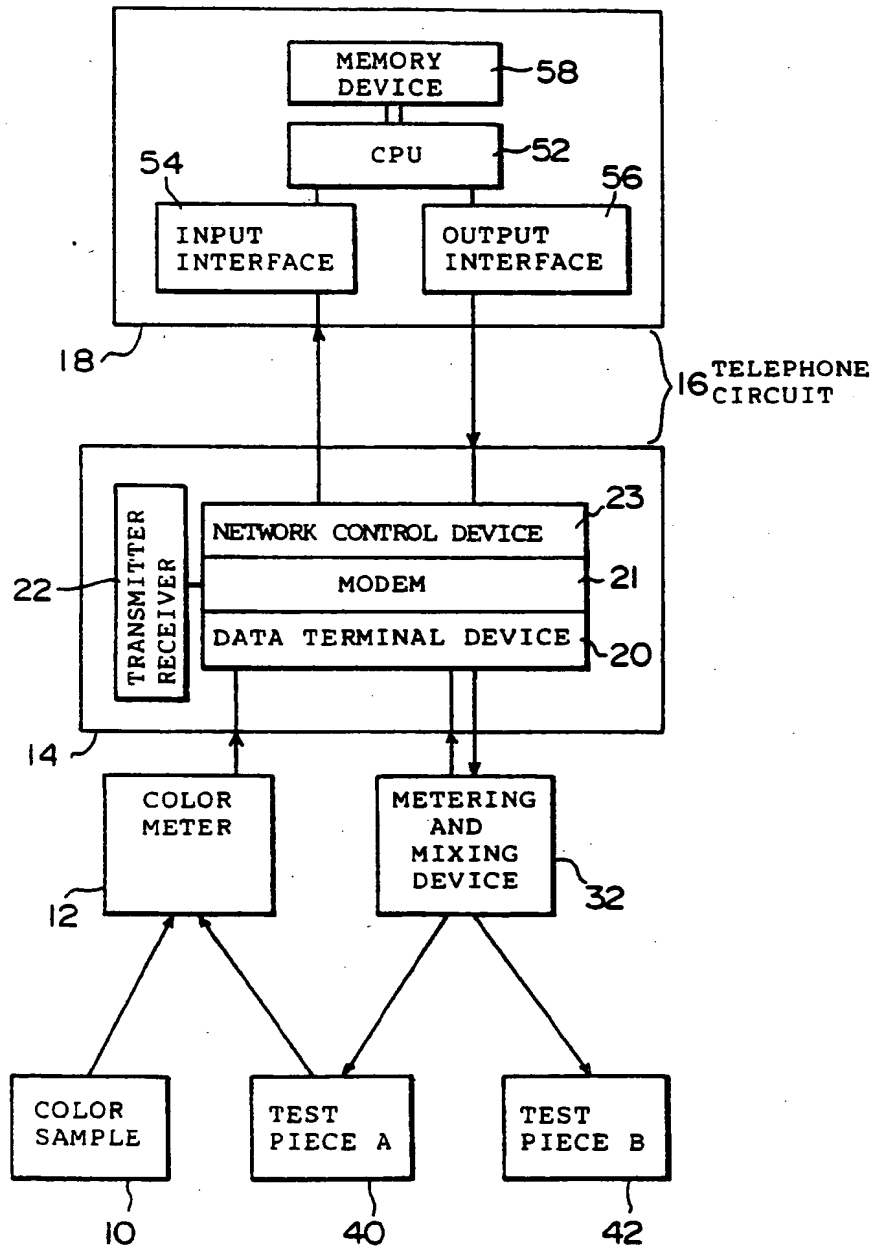 MEMORY
DEVICE
58
CPU
52
54
56
INPUT
INTERFACE
OUTPUT
INTERFACE
18
16 TELEPHONE
CIRCUIT
TRANSMITTER
RECEIVER
22
NETWORK CONTROL DEVICE
23
MODEM
21
DATA TERMINAL DEVICE
20
14
COLOR
METER
12
METERING
AND
MIXING
DEVICE
32
COLOR
SAMPLE
10
TEST
PIECE A
40
TEST
PIECE B
42